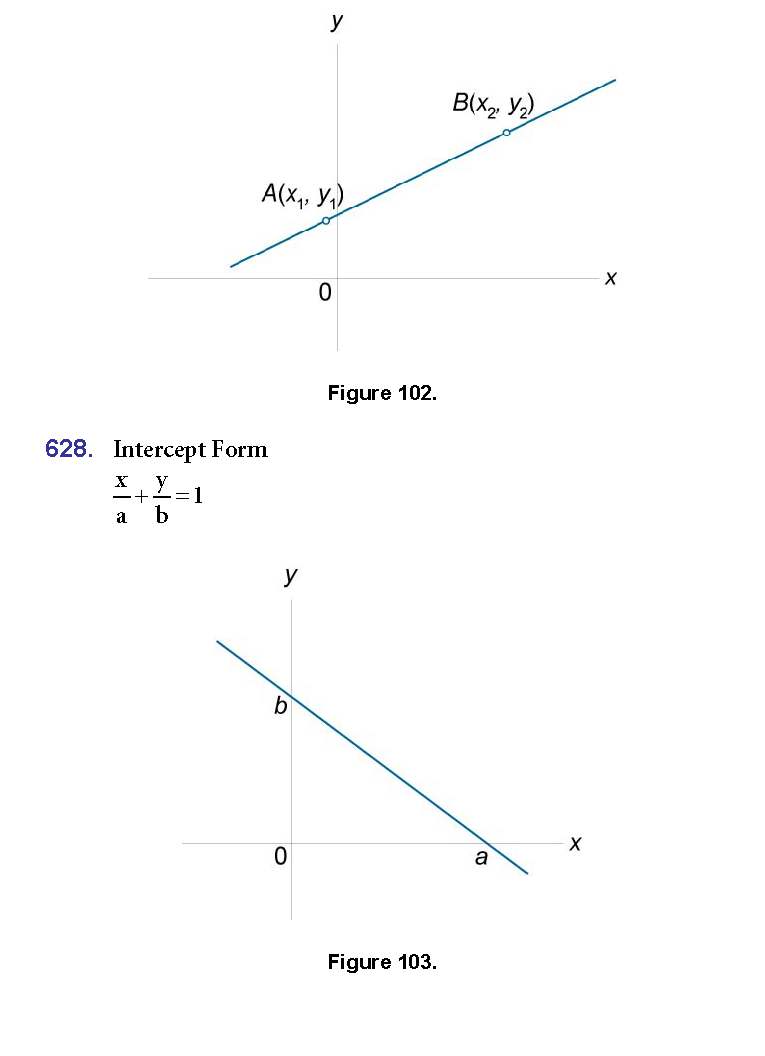 y
B(x₂, y₂)
A(x₁, y₁)
0
x
Figure 102.
628. Intercept Form
x/a + y/b = 1
y
b
0
a
x
Figure 103.